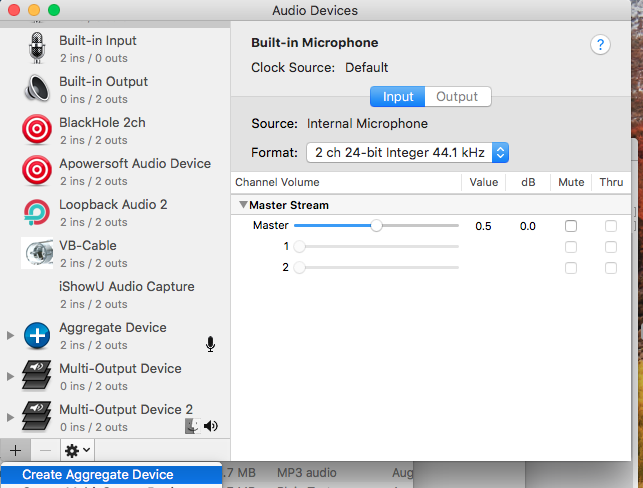 Audio Devices
Built-in Input
2 ins / 0 outs
Built-in Output
0 ins / 2 outs
BlackHole 2ch
2 ins / 2 outs
Apowersoft Audio Device
2 ins / 2 outs
Loopback Audio 2
2 ins / 2 outs
VB-Cable
2 ins / 2 outs
iShowU Audio Capture
2 ins / 2 outs
Aggregate Device
2 ins / 2 outs
Multi-Output Device
0 ins / 2 outs
Multi-Output Device 2
0 ins / 2 outs
Built-in Microphone
?
Clock Source: Default
Input Output
Source: Internal Microphone
Format: 2 ch 24-bit Integer 44.1 kHz
Channel Volume Value dB Mute Thru
Master Stream
Master 0.5 0.0
1
2
Create Aggregate Device
.7 MB MP3 audio Aug